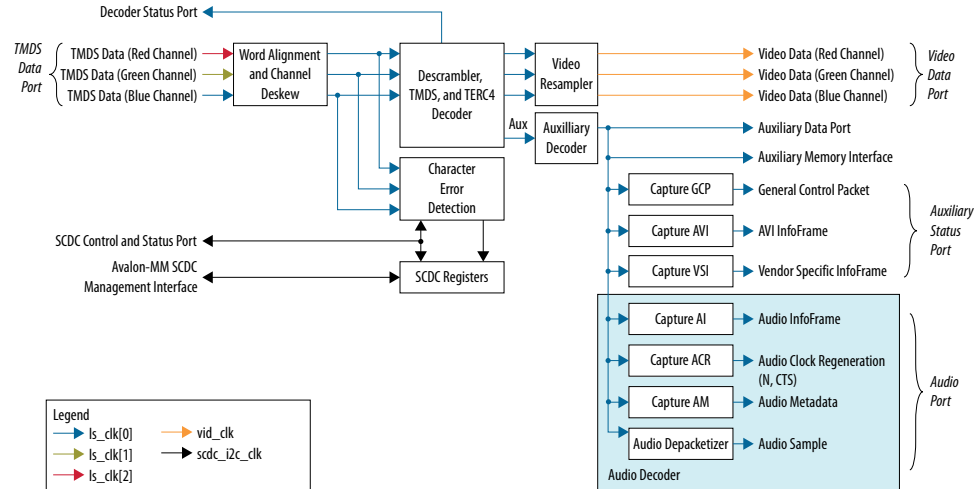 Decoder Status Port
TMDS
Data
Port
TMDS Data (Red Channel)
TMDS Data (Green Channel)
TMDS Data (Blue Channel)
Word Alignment
and Channel
Deskew
Descrambler,
TMDS, and TERC4
Decoder
Video
Resampler
Video Data (Red Channel)
Video Data (Green Channel)
Video Data (Blue Channel)
Video
Data
Port
Aux
Auxilliary
Decoder
Auxiliary Data Port
Auxiliary Memory Interface
Character
Error
Detection
Capture GCP
General Control Packet
Capture AVI
AVI InfoFrame
Capture VSI
Vendor Specific InfoFrame
Auxiliary
Status
Port
SCDC Control and Status Port
Avalon-MM SCDC
Management Interface
SCDC Registers
Capture AI
Audio InfoFrame
Capture ACR
Audio Clock Regeneration
(N, CTS)
Capture AM
Audio Metadata
Audio Depacketizer
Audio Sample
Audio Decoder
Audio
Port
Legend
ls_clk[0]
ls_clk[1]
ls_clk[2]
vid_clk
scdc_i2c_clk